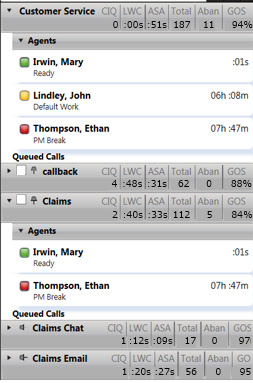 Customer Service CIQ LWC ASA Total Aban GOS
0 :00s :51s 187 11 94%
Agents
Irwin, Mary :01s
Ready
Lindley, John 06h :08m
Default Work
Thompson, Ethan 07h :47m
PM Break
Queued Calls
callback CIQ LWC ASA Total Aban GOS
4 :48s :31s 62 0 88%
Claims CIQ LWC ASA Total Aban GOS
2 :40s :33s 112 5 84%
Agents
Irwin, Mary :01s
Ready
Thompson, Ethan 07h :47m
PM Break
Queued Calls
Claims Chat CIQ LWC ASA Total Aban GOS
1 :12s :09s 17 0 97
Claims Email CIQ LWC ASA Total Aban GO
1 :20s :27s 56 0 95